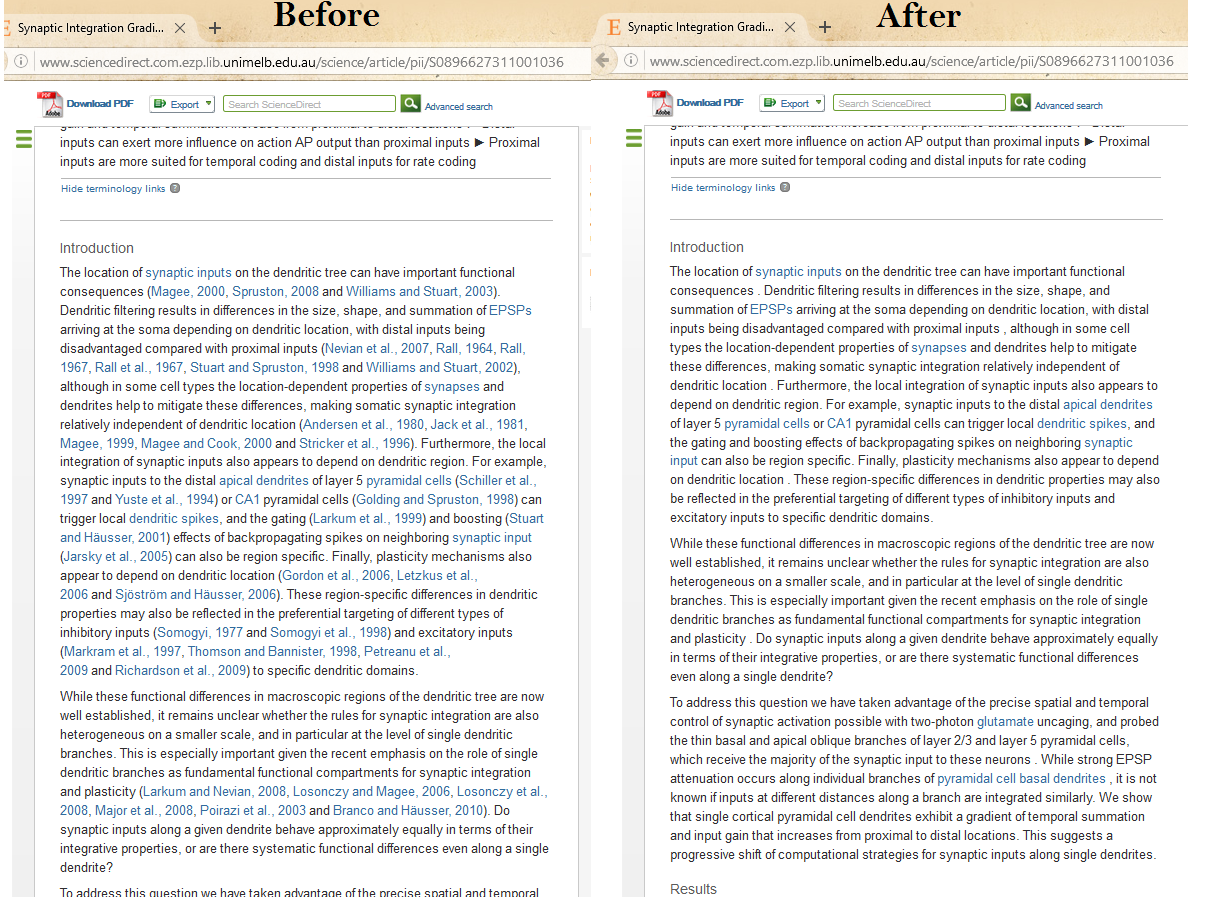 Before
Synaptic Integration Gradi...
www.sciencedirect.com.ezp.lib.unimelb.edu.au/science/article/pii/S0896627311001036
Download PDF
Export
Search ScienceDirect
Advanced search
gain and temporal summation increase from proximal to distal locations ► Distal
inputs can exert more influence on action AP output than proximal inputs ► Proximal
inputs are more suited for temporal coding and distal inputs for rate coding
Hide terminology links ?
Introduction
The location of synaptic inputs on the dendritic tree can have important functional
consequences (Magee, 2000, Spruston, 2008 and Williams and Stuart, 2003).
Dendritic filtering results in differences in the size, shape, and summation of EPSPs
arriving at the soma depending on dendritic location, with distal inputs being
disadvantaged compared with proximal inputs (Nevian et al., 2007, Rall, 1964, Rall,
1967, Rall et al., 1967, Stuart and Spruston, 1998 and Williams and Stuart, 2002),
although in some cell types the location-dependent properties of synapses and
dendrites help to mitigate these differences, making somatic synaptic integration
relatively independent of dendritic location (Andersen et al., 1980, Jack et al., 1981,
Magee, 1999, Magee and Cook, 2000 and Stricker et al., 1996). Furthermore, the local
integration of synaptic inputs also appears to depend on dendritic region. For example,
synaptic inputs to the distal apical dendrites of layer 5 pyramidal cells (Schiller et al.,
1997 and Yuste et al., 1994) or CA1 pyramidal cells (Golding and Spruston, 1998) can
trigger local dendritic spikes, and the gating (Larkum et al., 1999) and boosting (Stuart
and Häusser, 2001) effects of backpropagating spikes on neighboring synaptic input
(Jarsky et al., 2005) can also be region specific. Finally, plasticity mechanisms also
appear to depend on dendritic location (Gordon et al., 2006, Letzkus et al.,
2006 and Sjöström and Häusser, 2006). These region-specific differences in dendritic
properties may also be reflected in the preferential targeting of different types of
inhibitory inputs (Somogyi, 1977 and Somogyi et al., 1998) and excitatory inputs
(Markram et al., 1997, Thomson and Bannister, 1998, Petreanu et al.,
2009 and Richardson et al., 2009) to specific dendritic domains.
While these functional differences in macroscopic regions of the dendritic tree are now
well established, it remains unclear whether the rules for synaptic integration are also
heterogeneous on a smaller scale, and in particular at the level of single dendritic
branches. This is especially important given the recent emphasis on the role of single
dendritic branches as fundamental functional compartments for synaptic integration
and plasticity (Larkum and Nevian, 2008, Losonczy and Magee, 2006, Losonczy et al.,
2008, Major et al., 2008, Poirazi et al., 2003 and Branco and Häusser, 2010). Do
synaptic inputs along a given dendrite behave approximately equally in terms of their
integrative properties, or are there systematic functional differences even along a single
dendrite?
To address this question we have taken advantage of the precise spatial and temporal
After
Synaptic Integration Gradi...
www.sciencedirect.com.ezp.lib.unimelb.edu.au/science/article/pii/S0896627311001036
Download PDF
Export
Search ScienceDirect
Advanced search
gain and temporal summation increase from proximal to distal locations ► Distal
inputs can exert more influence on action AP output than proximal inputs ► Proximal
inputs are more suited for temporal coding and distal inputs for rate coding
Hide terminology links ?
Introduction
The location of synaptic inputs on the dendritic tree can have important functional
consequences . Dendritic filtering results in differences in the size, shape, and
summation of EPSPs arriving at the soma depending on dendritic location, with distal
inputs being disadvantaged compared with proximal inputs , although in some cell
types the location-dependent properties of synapses and dendrites help to mitigate
these differences, making somatic synaptic integration relatively independent of
dendritic location . Furthermore, the local integration of synaptic inputs also appears to
depend on dendritic region. For example, synaptic inputs to the distal apical dendrites
of layer 5 pyramidal cells or CA1 pyramidal cells can trigger local dendritic spikes, and
the gating and boosting effects of backpropagating spikes on neighboring synaptic
input can also be region specific. Finally, plasticity mechanisms also appear to depend
on dendritic location . These region-specific differences in dendritic properties may also
be reflected in the preferential targeting of different types of inhibitory inputs and
excitatory inputs to specific dendritic domains.
While these functional differences in macroscopic regions of the dendritic tree are now
well established, it remains unclear whether the rules for synaptic integration are also
heterogeneous on a smaller scale, and in particular at the level of single dendritic
branches. This is especially important given the recent emphasis on the role of single
dendritic branches as fundamental functional compartments for synaptic integration
and plasticity . Do synaptic inputs along a given dendrite behave approximately equally
in terms of their integrative properties, or are there systematic functional differences
even along a single dendrite?
To address this question we have taken advantage of the precise spatial and temporal
control of synaptic activation possible with two-photon glutamate uncaging, and probed
the thin basal and apical oblique branches of layer 2/3 and layer 5 pyramidal cells,
which receive the majority of the synaptic input to these neurons . While strong EPSP
attenuation occurs along individual branches of pyramidal cell basal dendrites , it is not
known if inputs at different distances along a branch are integrated similarly. We show
that single cortical pyramidal cell dendrites exhibit a gradient of temporal summation
and input gain that increases from proximal to distal locations. This suggests a
progressive shift of computational strategies for synaptic inputs along single dendrites.
Results